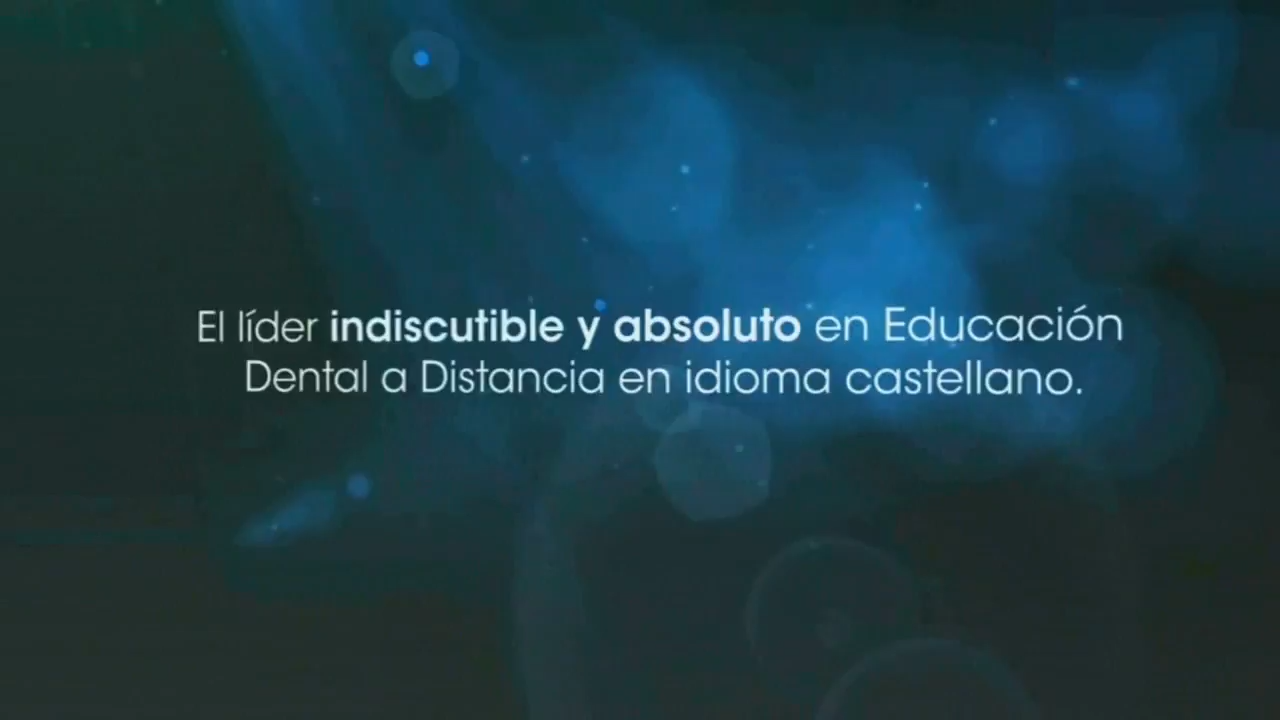 El líder indiscutible y absoluto en Educación
Dental a Distancia en idioma castellano.